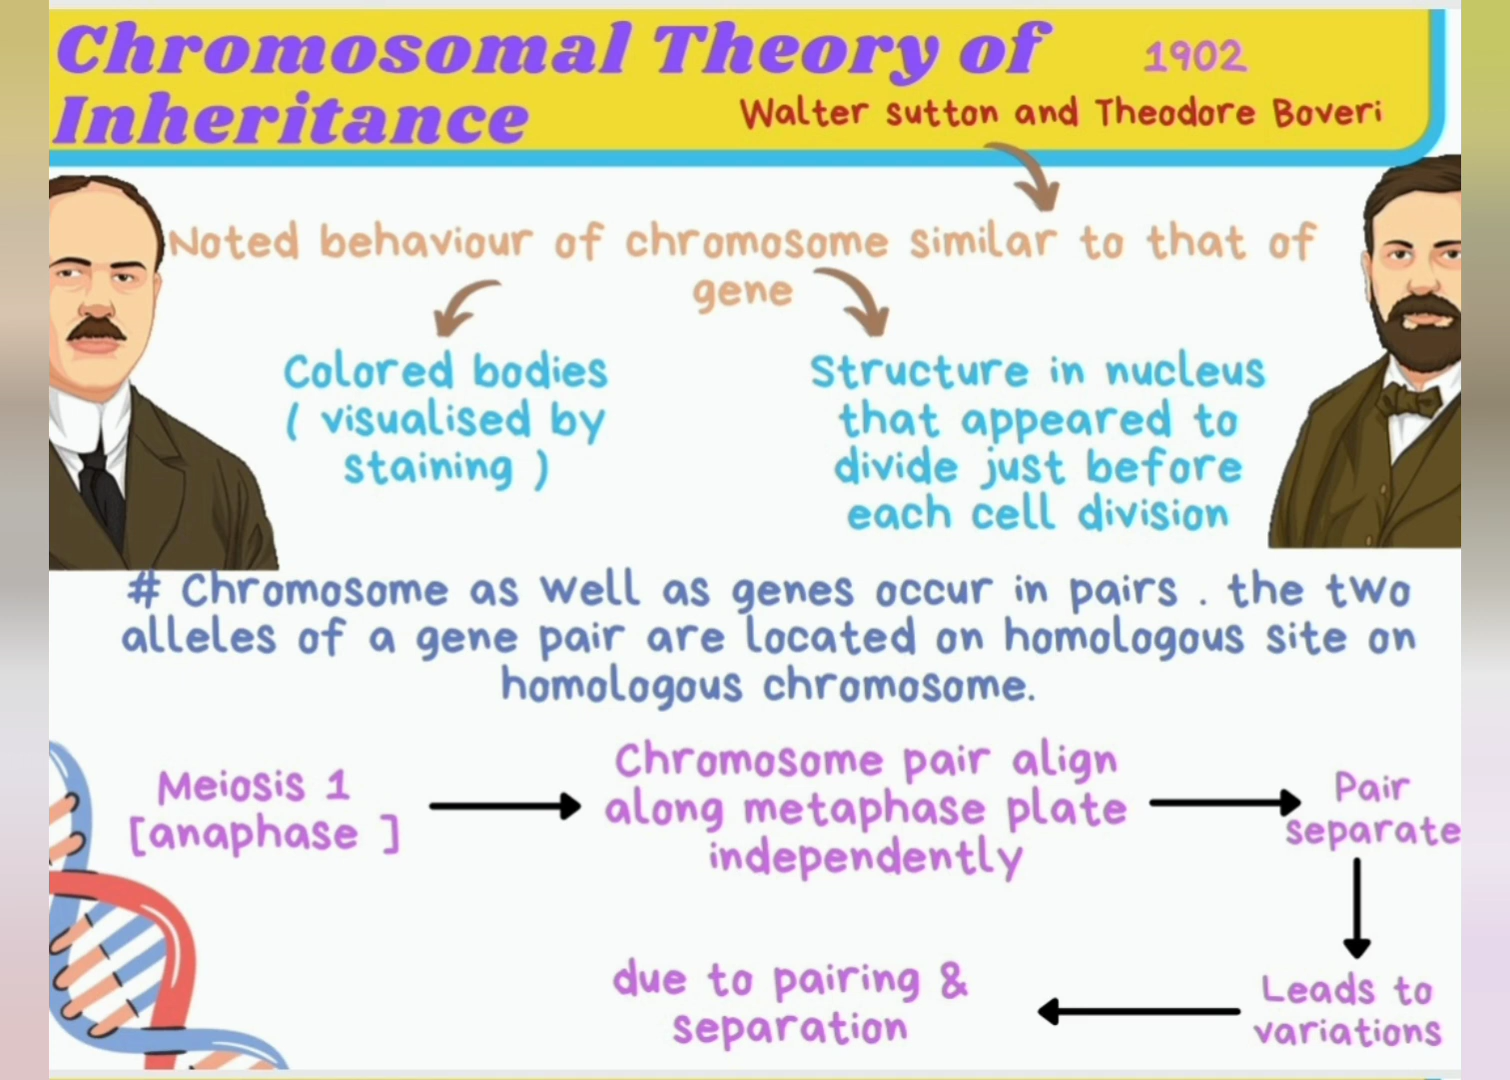 Chromosomal Theory of
Inheritance
1902
Walter sutton and Theodore Boveri
Noted behaviour of chromosome similar to that of
gene
Colored bodies
( visualised by
staining )
Structure in nucleus
that appeared to
divide just before
each cell division
# Chromosome as well as genes occur in pairs . the two
alleles of a gene pair are located on homologous site on
homologous chromosome.
Meiosis 1
[anaphase ]
Chromosome pair align
along metaphase plate
independently
Pair
separate
Leads to
variations
due to pairing &
separation